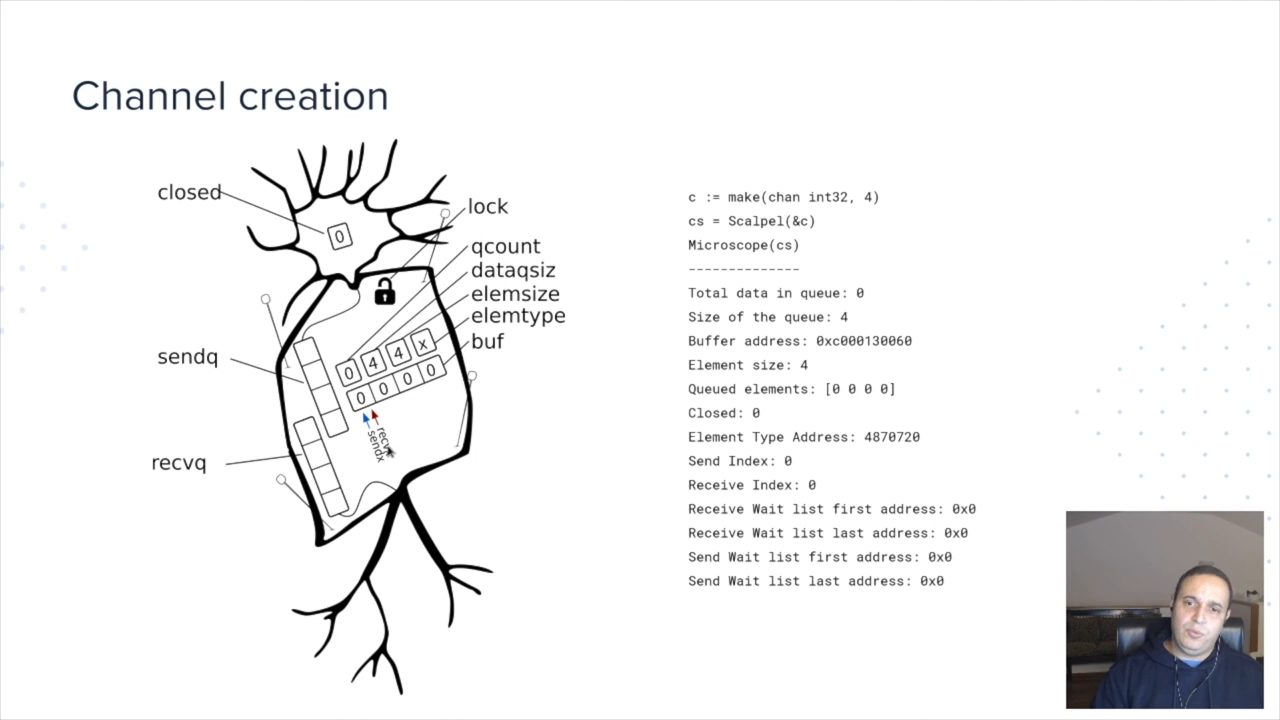 Channel creation
closed
0
lock
qcount
dataqsiz
elemsize
elemtype
buf
0 4 4 x
0 0 0 0
sendq
recvq
sendx
c := make(chan int32, 4)
cs = Scalpel(&c)
Microscope(cs)
--------------
Total data in queue: 0
Size of the queue: 4
Buffer address: 0xc000130060
Element size: 4
Queued elements: [0 0 0 0]
Closed: 0
Element Type Address: 4870720
Send Index: 0
Receive Index: 0
Receive Wait list first address: 0x0
Receive Wait list last address: 0x0
Send Wait list first address: 0x0
Send Wait list last address: 0x0